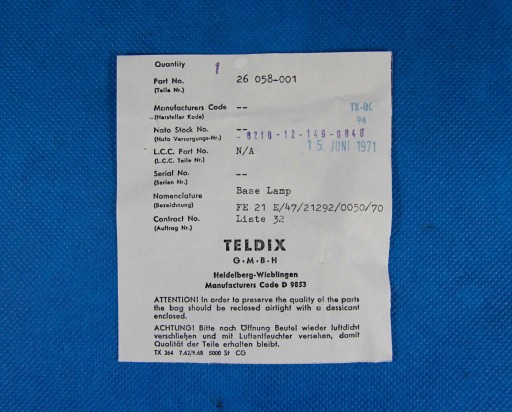 Quantity 1
Part No. 26 058-001
(Teile Nr.)
Manufacturers Code --
(Hersteller Kode)
TX-QC
94
Nato Stock No. --
(Nato Versorgungs-Nr.) - 6210-12-149-6840
15. JUNI 1971
L.C.C. Part No. N/A
(L.C.C. Teile Nr.)
Serial No. --
(Serien Nr.)
Nomenclature Base Lamp
(Bezeichnung) FE 21 E/47/21292/0050/70
Contract No. Liste 32
(Auftrag Nr.)
TELDIX
G·M·B·H
Heidelberg-Wieblingen
Manufacturers Code D 9853
ATTENTION! In order to preserve the quality of the parts
the bag should be reclosed airtight with a dessicant
enclosed.
ACHTUNG! Bitte nach Öffnung Beutel wieder luftdicht
verschließen und mit Luftentfeuchter versehen, damit
Qualität der Teile erhalten bleibt.
TX 264 7.62/9.68 5000 St CG